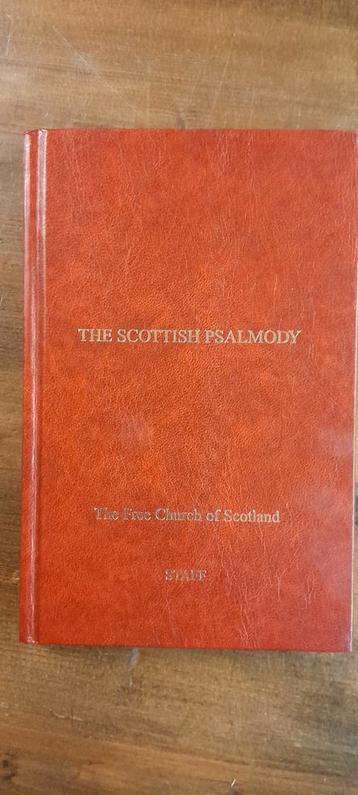 THE SCOTTISH PSALMODY
The Free Church of Scotland
STAFF